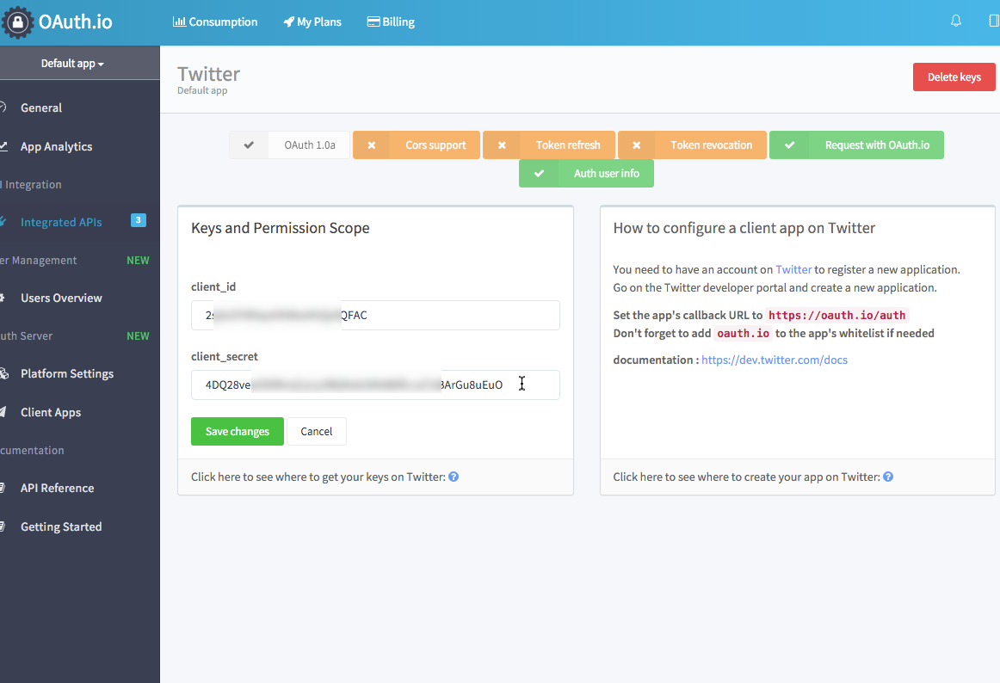 OAuth.io
Consumption
My Plans
Billing
Default app
General
App Analytics
Integration
Integrated APIs
3
Management
NEW
Users Overview
Server
NEW
Platform Settings
Client Apps
API Reference
Getting Started
Twitter
Default app
Delete keys
OAuth 1.0a
Cors support
Token refresh
Token revocation
Request with OAuth.io
Auth user info
Keys and Permission Scope
client_id
QFAC
client_secret
4DQ28ve
ArGu8uEuO
Save changes
Cancel
Click here to see where to get your keys on Twitter: ?
How to configure a client app on Twitter
You need to have an account on Twitter to register a new application.
Go on the Twitter developer portal and create a new application.
Set the app's callback URL to https://oauth.io/auth
Don't forget to add oauth.io to the app's whitelist if needed
documentation : https://dev.twitter.com/docs
Click here to see where to create your app on Twitter: ?